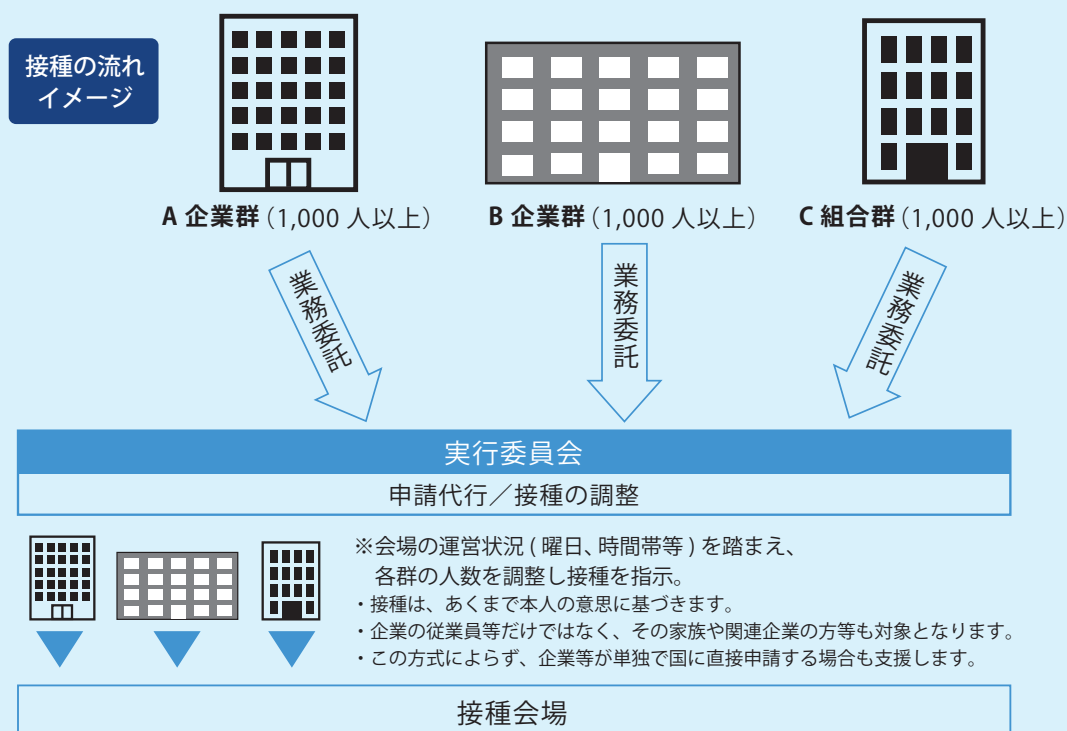 接種の流れ
イメージ
A 企業群（1,000 人以上）
B 企業群（1,000 人以上）
C 組合群（1,000 人以上）
業務委託
業務委託
業務委託
実行委員会
申請代行／接種の調整
※会場の運営状況 ( 曜日、時間帯等 ) を踏まえ、
各群の人数を調整し接種を指示。
・接種は、あくまで本人の意思に基づきます。
・企業の従業員等だけではなく、その家族や関連企業の方等も対象となります。
・この方式によらず、企業等が単独で国に直接申請する場合も支援します。
接種会場